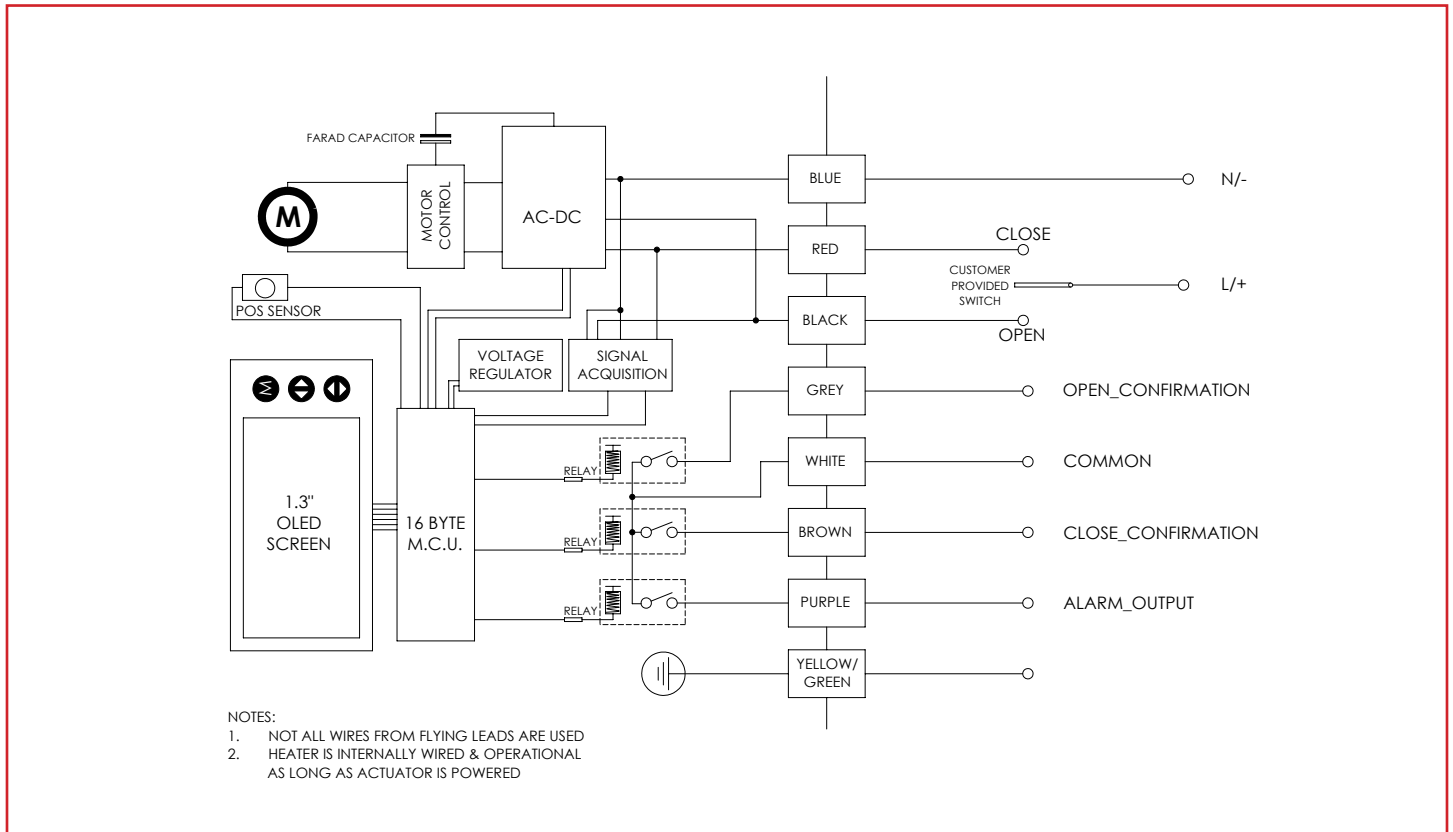 FARAD CAPACITOR
M
MOTOR
CONTROL
AC-DC
POS SENSOR
VOLTAGE
REGULATOR
SIGNAL
ACQUISITION
M
1.3"
OLED
SCREEN
16 BYTE
M.C.U.
RELAY
RELAY
RELAY
BLUE
N/-
RED
CLOSE
CUSTOMER
PROVIDED
SWITCH
L/+
BLACK
OPEN
GREY
OPEN_CONFIRMATION
WHITE
COMMON
BROWN
CLOSE_CONFIRMATION
PURPLE
ALARM_OUTPUT
YELLOW/
GREEN
NOTES:
1. NOT ALL WIRES FROM FLYING LEADS ARE USED
2. HEATER IS INTERNALLY WIRED & OPERATIONAL
AS LONG AS ACTUATOR IS POWERED